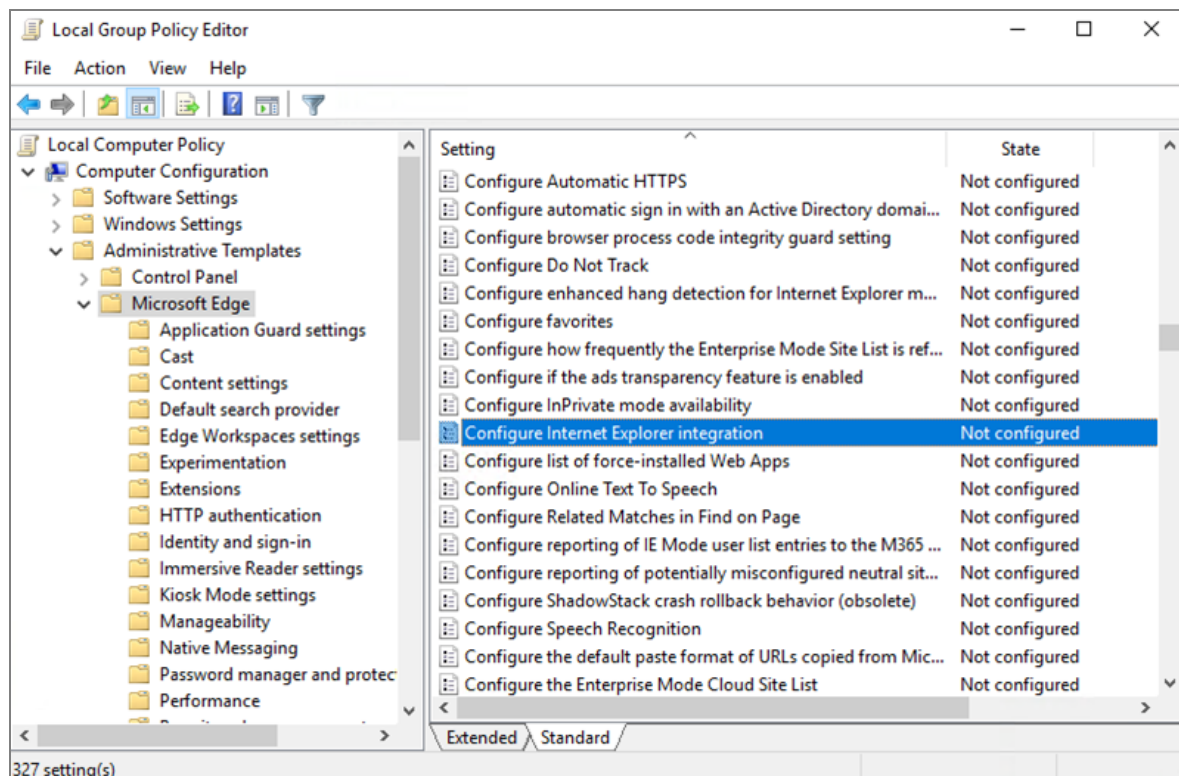 Local Group Policy Editor
File Action View Help
Local Computer Policy
Computer Configuration
Software Settings
Windows Settings
Administrative Templates
Control Panel
Microsoft Edge
Application Guard settings
Cast
Content settings
Default search provider
Edge Workspaces settings
Experimentation
Extensions
HTTP authentication
Identity and sign-in
Immersive Reader settings
Kiosk Mode settings
Manageability
Native Messaging
Password manager and protec
Performance
Setting State
Configure Automatic HTTPS Not configured
Configure automatic sign in with an Active Directory domai... Not configured
Configure browser process code integrity guard setting Not configured
Configure Do Not Track Not configured
Configure enhanced hang detection for Internet Explorer m... Not configured
Configure favorites Not configured
Configure how frequently the Enterprise Mode Site List is ref... Not configured
Configure if the ads transparency feature is enabled Not configured
Configure InPrivate mode availability Not configured
Configure Internet Explorer integration Not configured
Configure list of force-installed Web Apps Not configured
Configure Online Text To Speech Not configured
Configure Related Matches in Find on Page Not configured
Configure reporting of IE Mode user list entries to the M365 ... Not configured
Configure reporting of potentially misconfigured neutral sit... Not configured
Configure ShadowStack crash rollback behavior (obsolete) Not configured
Configure Speech Recognition Not configured
Configure the default paste format of URLs copied from Mic... Not configured
Configure the Enterprise Mode Cloud Site List Not configured
Extended Standard
327 setting(s)